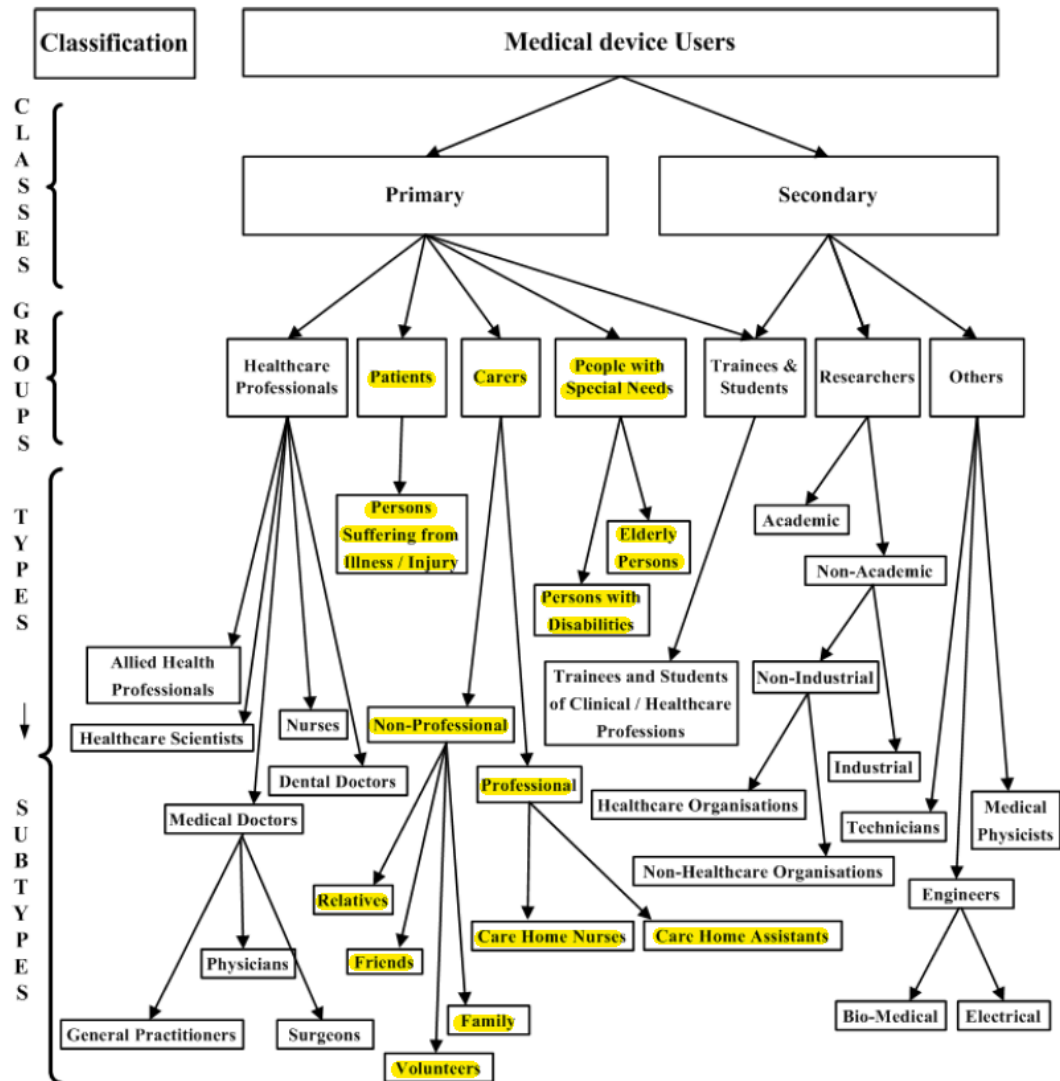 Classification
Medical device Users
CLASSES
Primary
Secondary
GROUPS
Healthcare
Professionals
Patients
Carers
People with
Special Needs
Trainees &
Students
Researchers
Others
TYPES
Persons
Suffering from
Illness / Injury
Elderly
Persons
Persons with
Disabilities
Academic
Non-Academic
Allied Health
Professionals
Healthcare Scientists
Nurses
Dental Doctors
Medical Doctors
Non-Professional
Professional
Trainees and Students
of Clinical / Healthcare
Professions
Non-Industrial
Industrial
Healthcare Organisations
Non-Healthcare Organisations
Technicians
Medical
Physicists
Engineers
SUBTYPES
Physicians
General Practitioners
Surgeons
Relatives
Friends
Family
Volunteers
Care Home Nurses
Care Home Assistants
Bio-Medical
Electrical